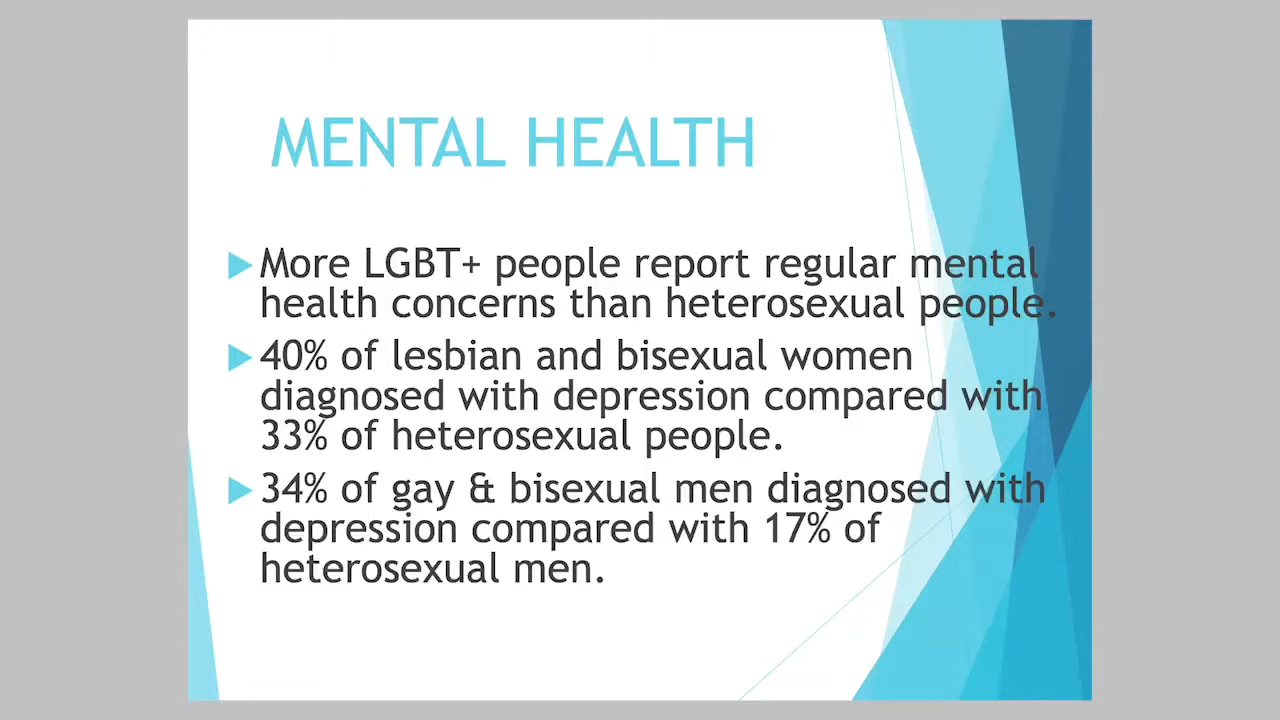 MENTAL HEALTH
More LGBT+ people report regular mental
health concerns than heterosexual people.
40% of lesbian and bisexual women
diagnosed with depression compared with
33% of heterosexual people.
34% of gay & bisexual men diagnosed with
depression compared with 17% of
heterosexual men.